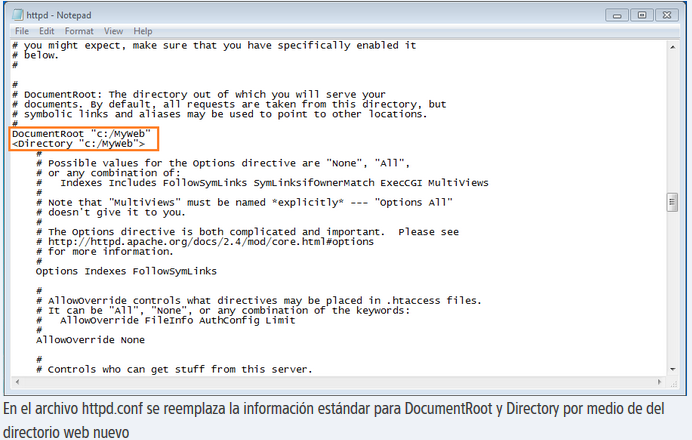 httpd - Notepad
File Edit Format View Help
# you might expect, make sure that you have specifically enabled it
# below.
#
#
# DocumentRoot: The directory out of which you will serve your
# documents. By default, all requests are taken from this directory, but
# symbolic links and aliases may be used to point to other locations.
#
DocumentRoot "c:/MyWeb"
<Directory "c:/MyWeb">
#
# Possible values for the Options directive are "None", "All",
# or any combination of:
#   Indexes Includes FollowSymLinks SymLinksifOwnerMatch ExecCGI MultiViews
#
# Note that "MultiViews" must be named *explicitly* --- "Options All"
# doesn't give it to you.
#
# The Options directive is both complicated and important.  Please see
# http://httpd.apache.org/docs/2.4/mod/core.html#options
# for more information.
#
Options Indexes FollowSymLinks
#
# AllowOverride controls what directives may be placed in .htaccess files.
# It can be "All", "None", or any combination of the keywords:
#   AllowOverride FileInfo AuthConfig Limit
#
AllowOverride None
#
# Controls who can get stuff from this server.
En el archivo httpd.conf se reemplaza la información estándar para DocumentRoot y Directory por medio de del
directorio web nuevo